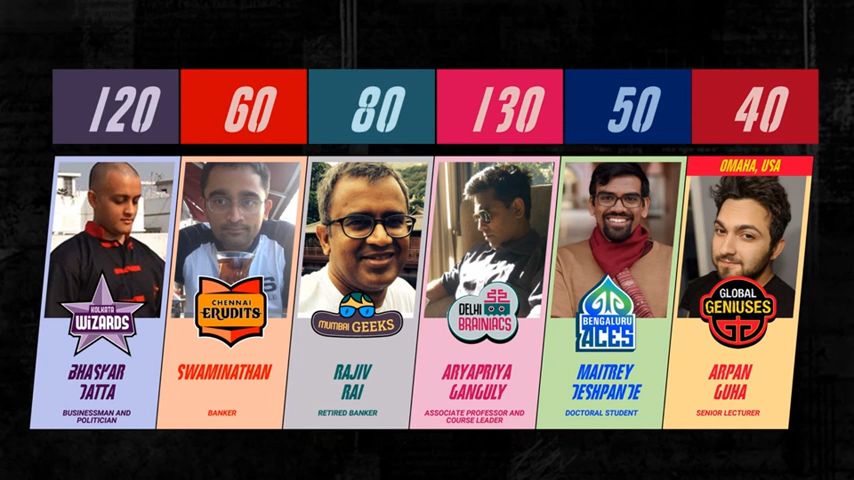 120
60
80
130
50
40
OMAHA, USA
KOLKATA
WiZARDS
CHENNAI
ERUDITS
MUMBAI GEEKS
DELHI
BRAINIACS
BENGALURU
ACES
GLOBAL
GENIUSES
BHASKAR
DATTA
BUSINESSMAN AND
POLITICIAN
SWAMINATHAN
BANKER
RAJIV
RAI
RETIRED BANKER
ARYAPRIYA
GANGULY
ASSOCIATE PROFESSOR AND
COURSE LEADER
MAITREY
DESHPANDE
DOCTORAL STUDENT
ARPAN
GUHA
SENIOR LECTURER